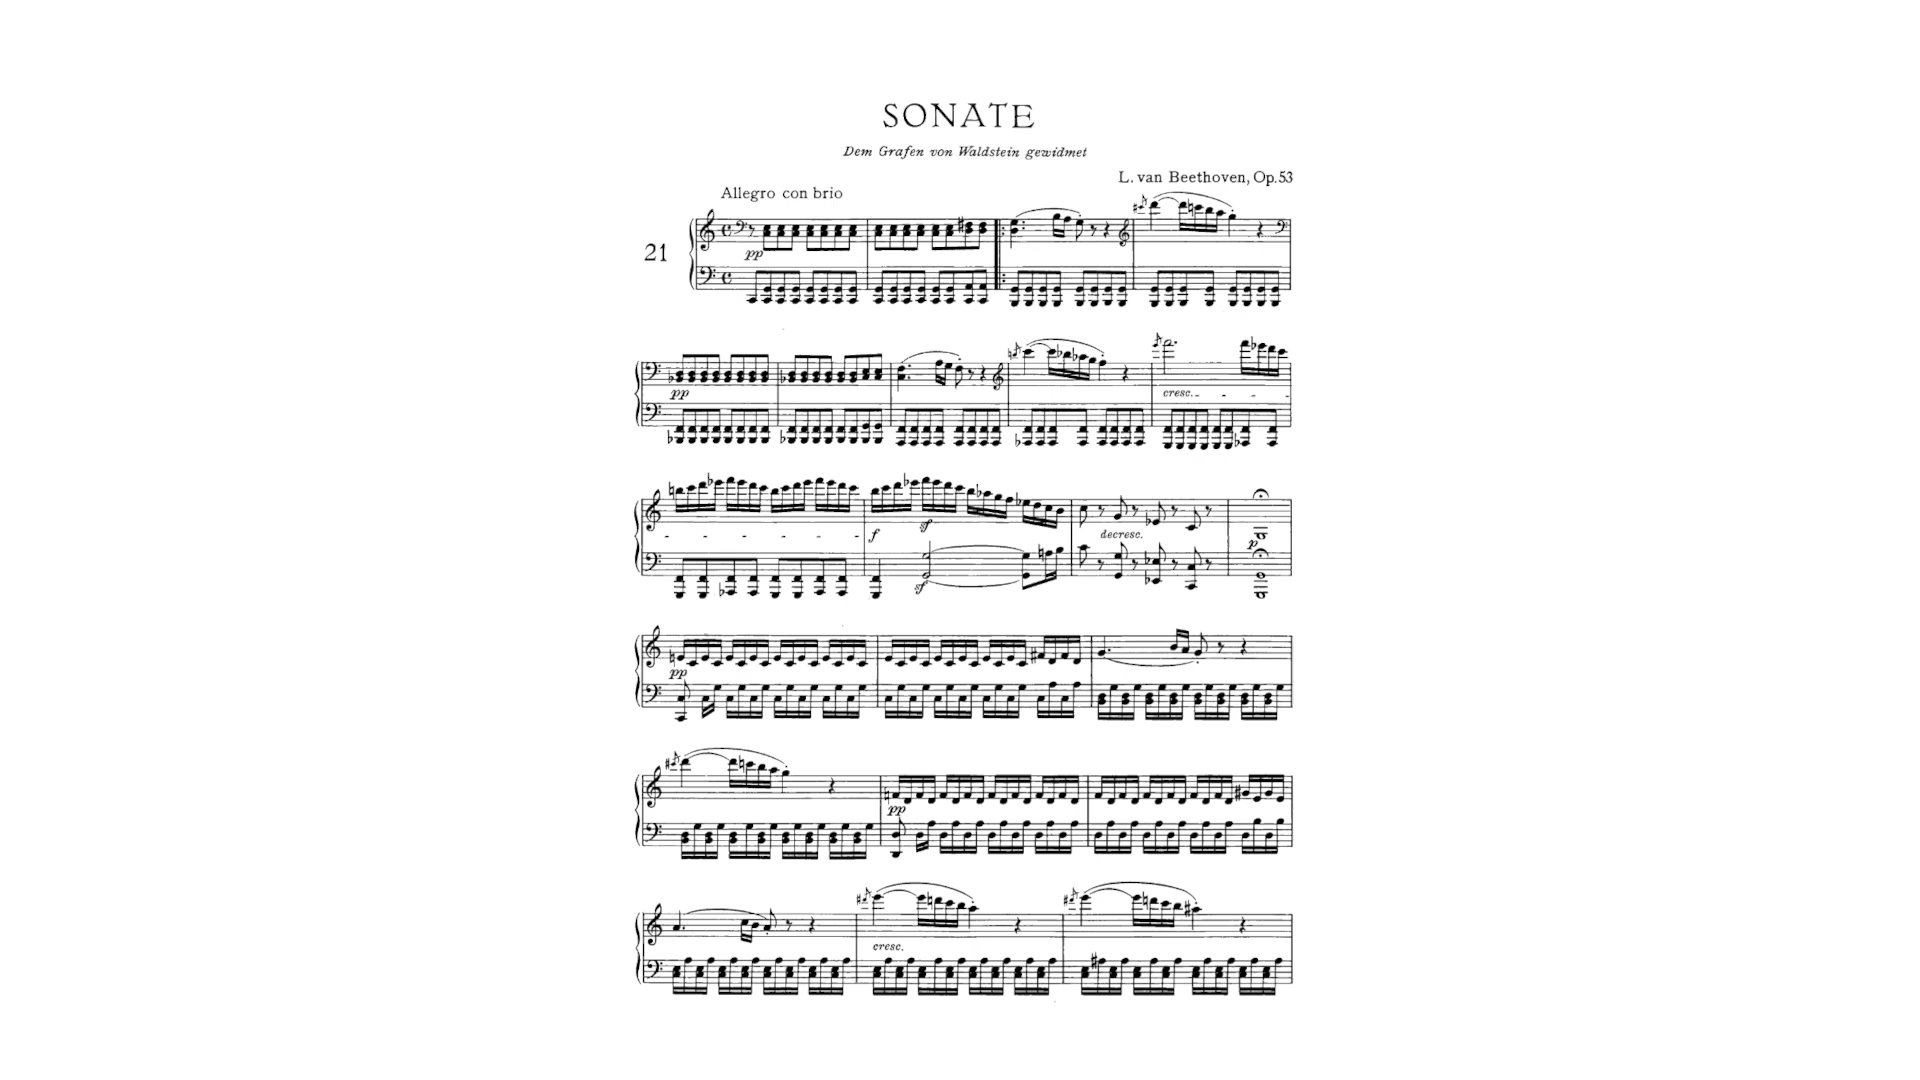 SONATE
Dem Grafen von Waldstein gewidmet
L. van Beethoven, Op. 53
Allegro con brio
21
pp
pp
cresc.
f
sf
sf
decresc.
p
pp
pp
cresc.
cresc.